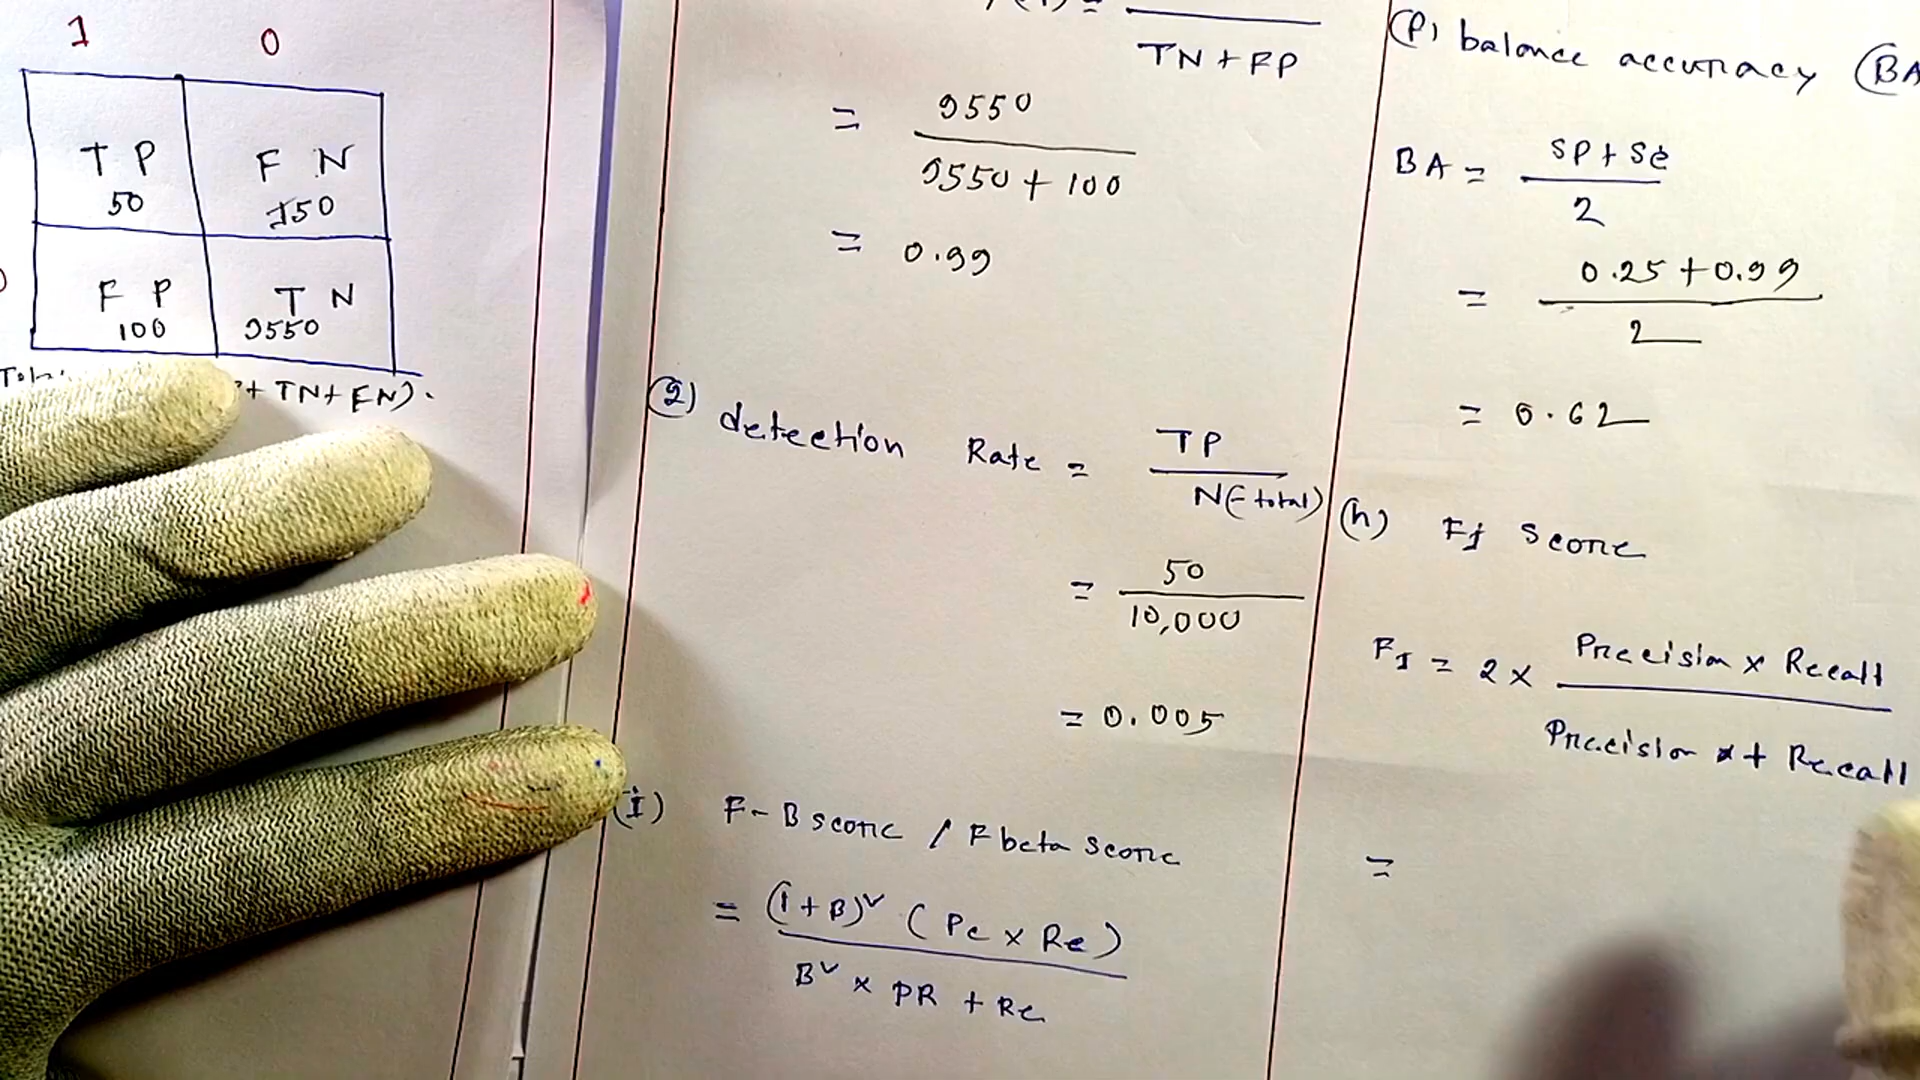 1 0
T P F N
50 150
F P T N
100 9550
+ TN + FN).
TN + FP
= 9550
9550 + 100
= 0.99
(g) detection Rate = TP
N(- total)
= 50
10,000
= 0.005
(I) F-B score / F beta score
= (1+B)² (Pc × Re)
B² × PR + Re
(f) balance accuracy (BA
BA = SP + Se
2
= 0.25 + 0.99
2
= 0.62
(h) F1 Score
F1 = 2 × Precision × Recall
Precision + Recall
=